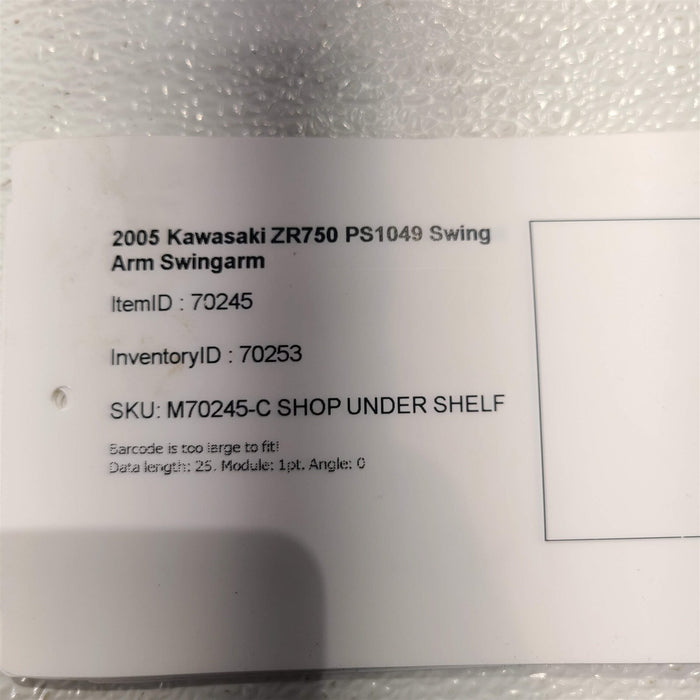 2005 Kawasaki ZR750 PS1049 Swing
Arm Swingarm
ItemID : 70245
InventoryID : 70253
SKU: M70245-C SHOP UNDER SHELF
Barcode is too large to fit!
Data length: 25, Module: 1pt. Angle: 0